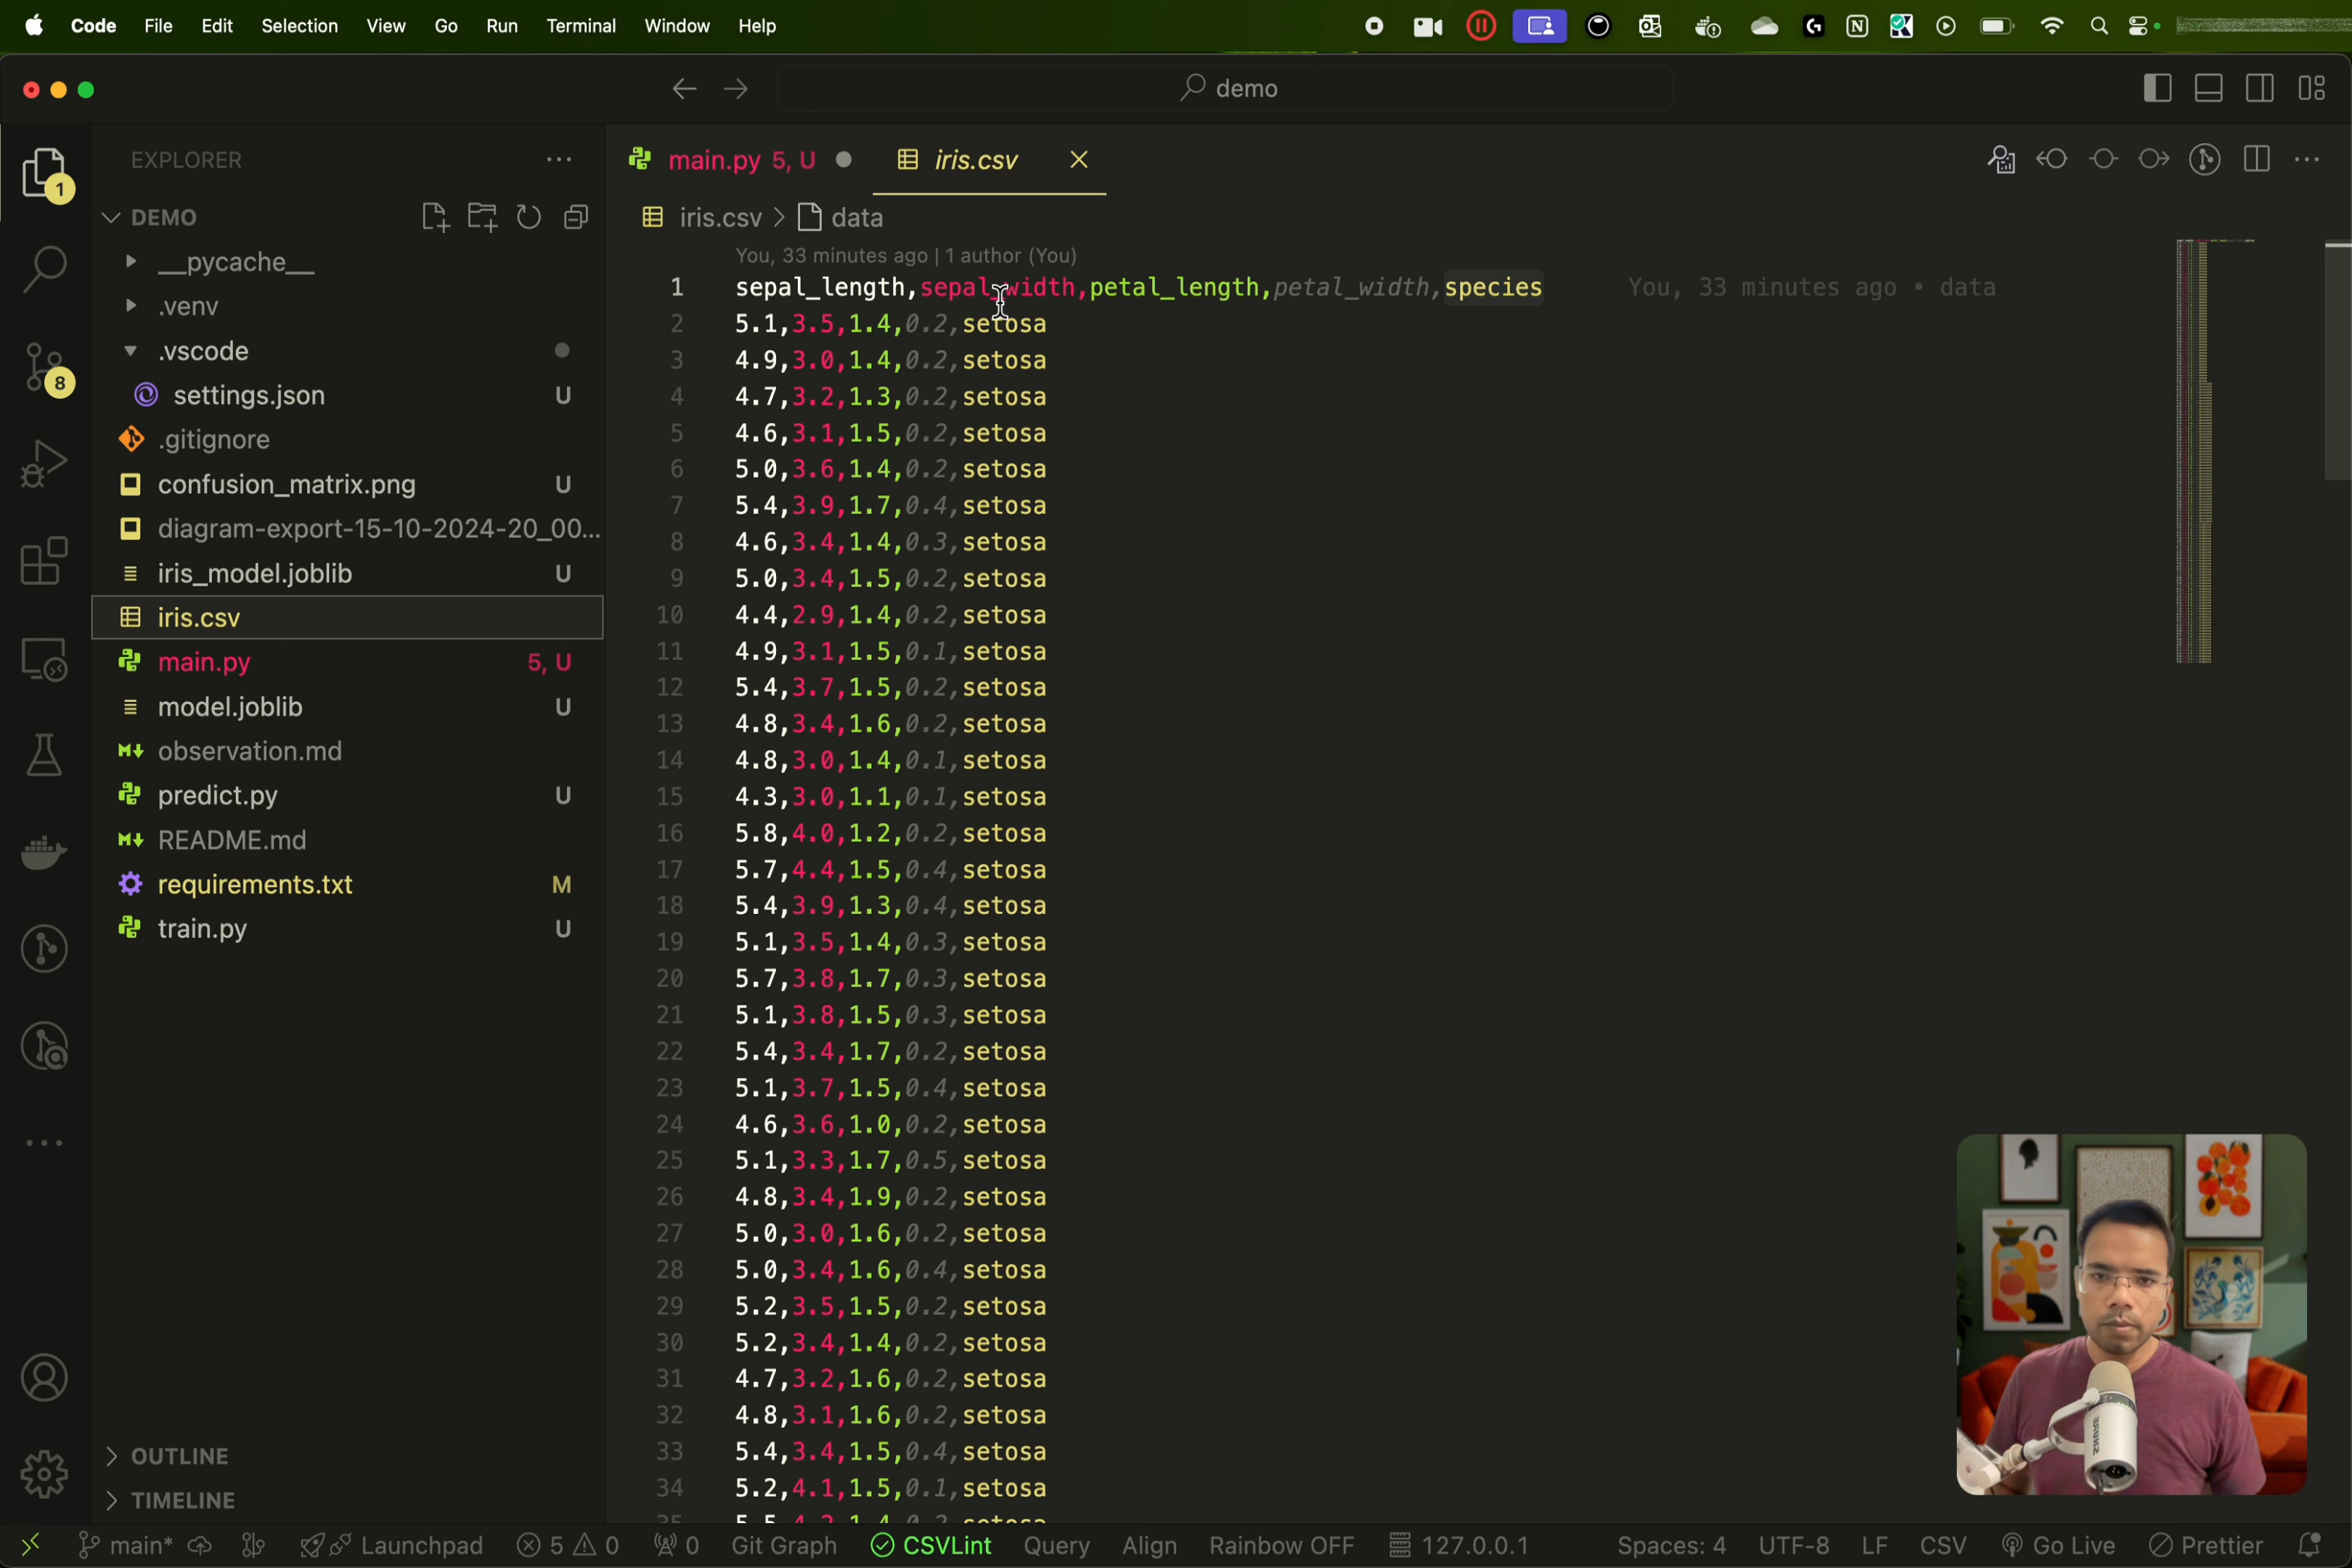 Code File Edit Selection View Go Run Terminal Window Help
demo
EXPLORER
main.py 5, U
iris.csv
DEMO
iris.csv > data
__pycache__
.venv
.vscode
settings.json U
.gitignore
confusion_matrix.png U
diagram-export-15-10-2024-20_00...
iris_model.joblib U
iris.csv
main.py 5, U
model.joblib U
observation.md
predict.py U
README.md
requirements.txt M
train.py U
OUTLINE
TIMELINE
1
8
You, 33 minutes ago | 1 author (You)
1 sepal_length,sepal_width,petal_length,petal_width,species You, 33 minutes ago • data
2 5.1,3.5,1.4,0.2,setosa
3 4.9,3.0,1.4,0.2,setosa
4 4.7,3.2,1.3,0.2,setosa
5 4.6,3.1,1.5,0.2,setosa
6 5.0,3.6,1.4,0.2,setosa
7 5.4,3.9,1.7,0.4,setosa
8 4.6,3.4,1.4,0.3,setosa
9 5.0,3.4,1.5,0.2,setosa
10 4.4,2.9,1.4,0.2,setosa
11 4.9,3.1,1.5,0.1,setosa
12 5.4,3.7,1.5,0.2,setosa
13 4.8,3.4,1.6,0.2,setosa
14 4.8,3.0,1.4,0.1,setosa
15 4.3,3.0,1.1,0.1,setosa
16 5.8,4.0,1.2,0.2,setosa
17 5.7,4.4,1.5,0.4,setosa
18 5.4,3.9,1.3,0.4,setosa
19 5.1,3.5,1.4,0.3,setosa
20 5.7,3.8,1.7,0.3,setosa
21 5.1,3.8,1.5,0.3,setosa
22 5.4,3.4,1.7,0.2,setosa
23 5.1,3.7,1.5,0.4,setosa
24 4.6,3.6,1.0,0.2,setosa
25 5.1,3.3,1.7,0.5,setosa
26 4.8,3.4,1.9,0.2,setosa
27 5.0,3.0,1.6,0.2,setosa
28 5.0,3.4,1.6,0.4,setosa
29 5.2,3.5,1.5,0.2,setosa
30 5.2,3.4,1.4,0.2,setosa
31 4.7,3.2,1.6,0.2,setosa
32 4.8,3.1,1.6,0.2,setosa
33 5.4,3.4,1.5,0.4,setosa
34 5.2,4.1,1.5,0.1,setosa
main* Launchpad 5 0 0 Git Graph CSVLint Query Align Rainbow OFF 127.0.0.1 Spaces: 4 UTF-8 LF CSV Go Live Prettier